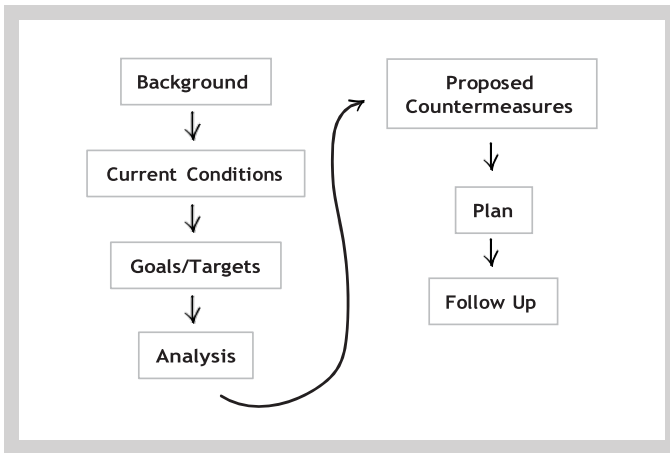 Background
Current Conditions
Goals/Targets
Analysis
Proposed
Countermeasures
Plan
Follow Up